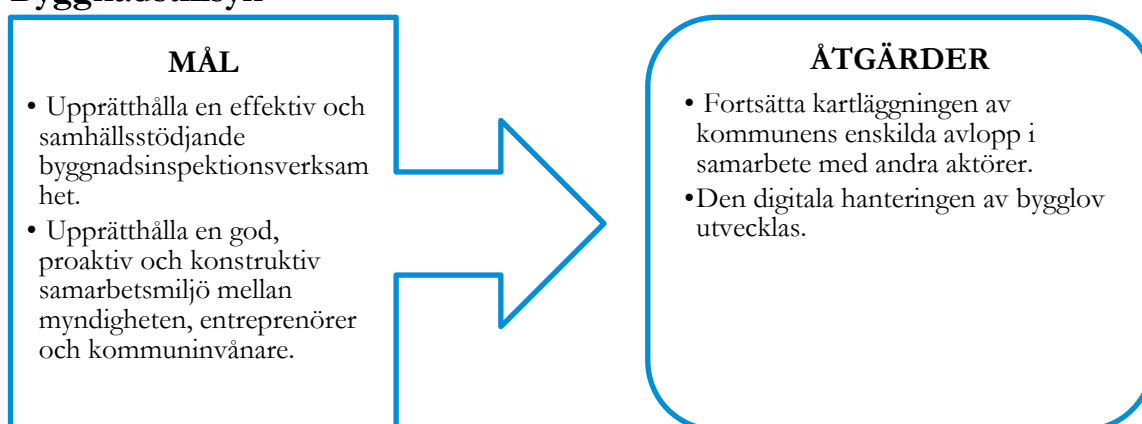 Byggnadstillsyn
MÅL
• Upprätthålla en effektiv och
samhällsstödjande
byggnadsinspektionsverksam
het.
• Upprätthålla en god,
proaktiv och konstruktiv
samarbetsmiljö mellan
myndigheten, entreprenörer
och kommuninvånare.
ÅTGÄRDER
• Fortsätta kartläggningen av
kommunens enskilda avlopp i
samarbete med andra aktörer.
•Den digitala hanteringen av bygglov
utvecklas.